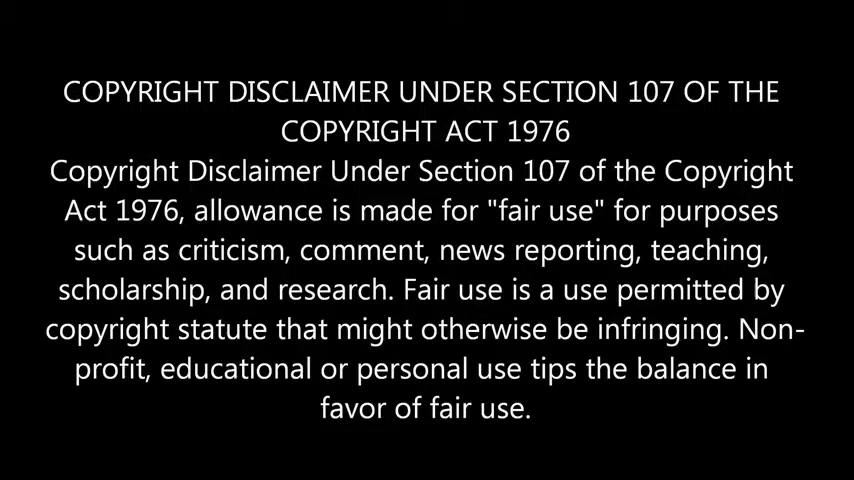 COPYRIGHT DISCLAIMER UNDER SECTION 107 OF THE
COPYRIGHT ACT 1976
Copyright Disclaimer Under Section 107 of the Copyright
Act 1976, allowance is made for "fair use" for purposes
such as criticism, comment, news reporting, teaching,
scholarship, and research. Fair use is a use permitted by
copyright statute that might otherwise be infringing. Non-
profit, educational or personal use tips the balance in
favor of fair use.